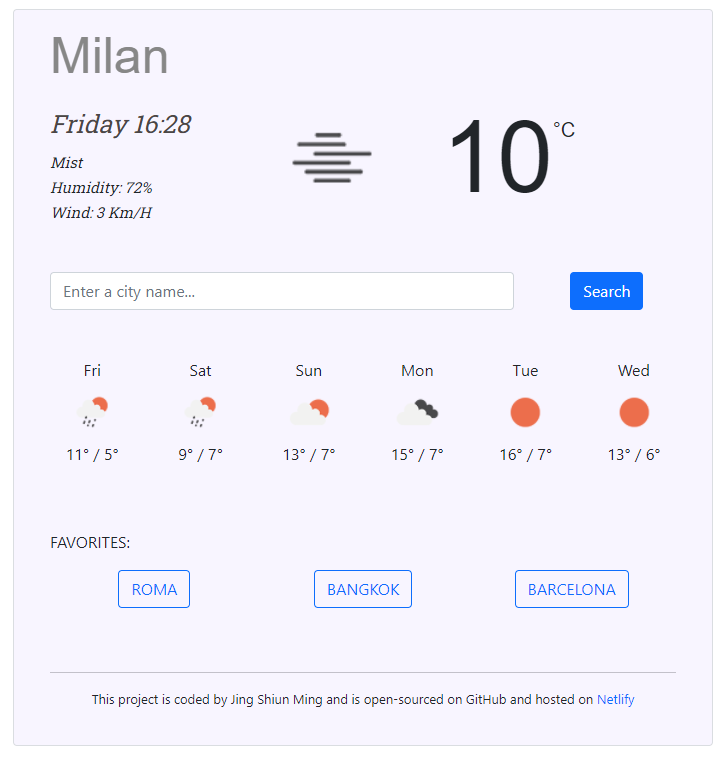 Milan
Friday 16:28
Mist
Humidity: 72%
Wind: 3 Km/H
10 °C
Enter a city name...
Search
Fri Sat Sun Mon Tue Wed
11° / 5° 9° / 7° 13° / 7° 15° / 7° 16° / 7° 13° / 6°
FAVORITES:
ROMA BANGKOK BARCELONA
This project is coded by Jing Shiun Ming and is open-sourced on GitHub and hosted on Netlify